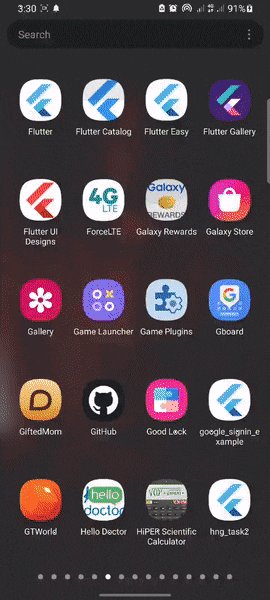 3:30 91%
Search
Flutter Flutter Catalog Flutter Easy Flutter Gallery
4G
LTE
Galaxy
REWARDS
Flutter UI Designs ForceLTE Galaxy Rewards Galaxy Store
Gallery Game Launcher Game Plugins Gboard
GiftedMom GitHub Good Lock google_signin_example
hello
doctor
GTWorld Hello Doctor HiPER Scientific Calculator hng_task2